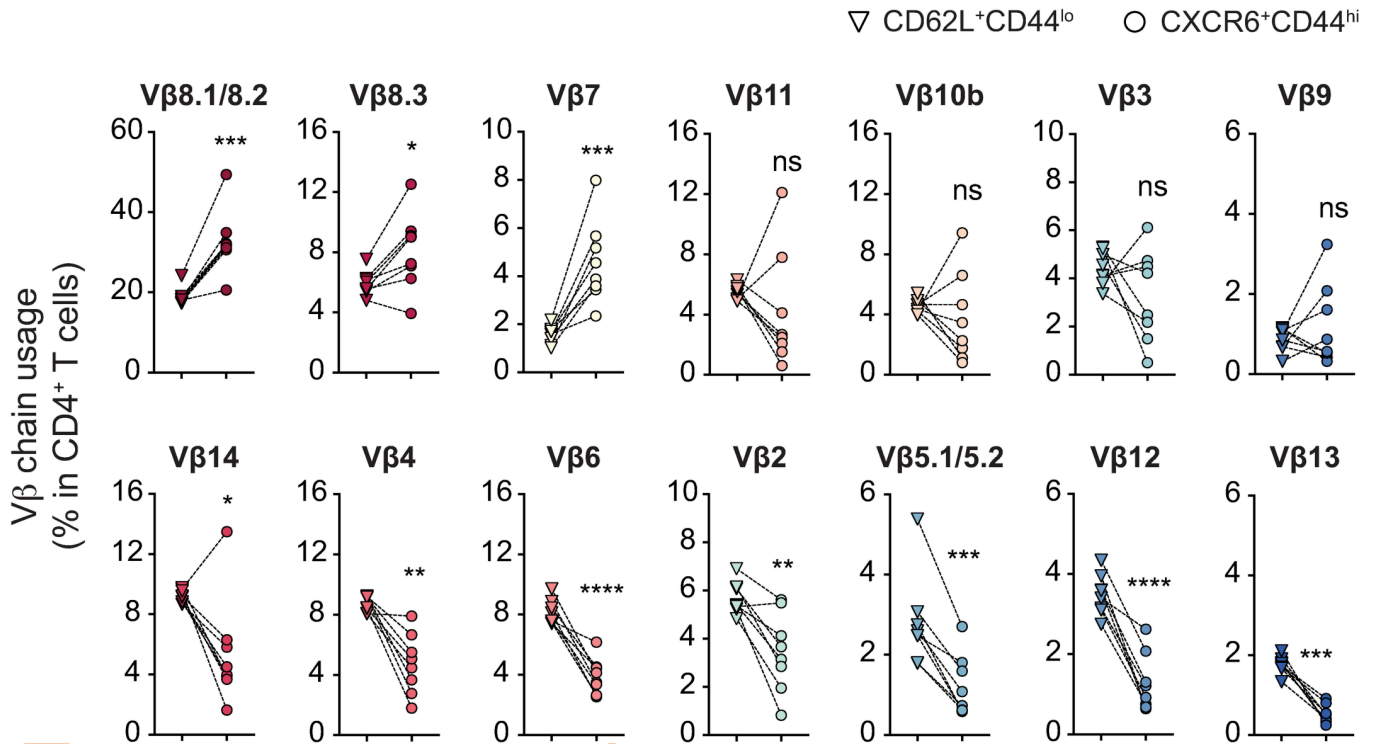 ▽ CD62L⁺CD44ˡᵒ ○ CXCR6⁺CD44ʰⁱ
Vβ chain usage
(% in CD4⁺ T cells)
Vβ8.1/8.2 Vβ8.3 Vβ7 Vβ11 Vβ10b Vβ3 Vβ9
60 16 10 16 16 10 6
*** * *** ns ns ns ns
8
12 12 12 8
40 6 4
8 8 8 6
4 4
20 2
4 2 4 4 2
0 0 0 0 0 0 0
Vβ14 Vβ4 Vβ6 Vβ2 Vβ5.1/5.2 Vβ12 Vβ13
16 16 16 10 6 6 6
* ** **** ** *** **** ***
12 12 12 8
6 4 4 4
8 8 8
4
4 4 4 2 2 2
2
0 0 0 0 0 0 0